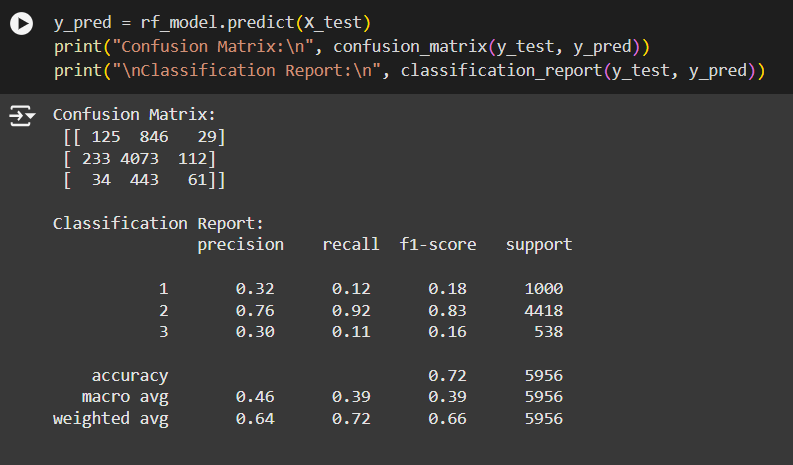 y_pred = rf_model.predict(X_test)
print("Confusion Matrix:\n", confusion_matrix(y_test, y_pred))
print("\nClassification Report:\n", classification_report(y_test, y_pred))
Confusion Matrix:
 [[ 125  846   29]
 [ 233 4073  112]
 [  34  443   61]]
Classification Report:
               precision    recall  f1-score   support
           1       0.32      0.12      0.18      1000
           2       0.76      0.92      0.83      4418
           3       0.30      0.11      0.16       538
    accuracy                           0.72      5956
   macro avg       0.46      0.39      0.39      5956
weighted avg       0.64      0.72      0.66      5956